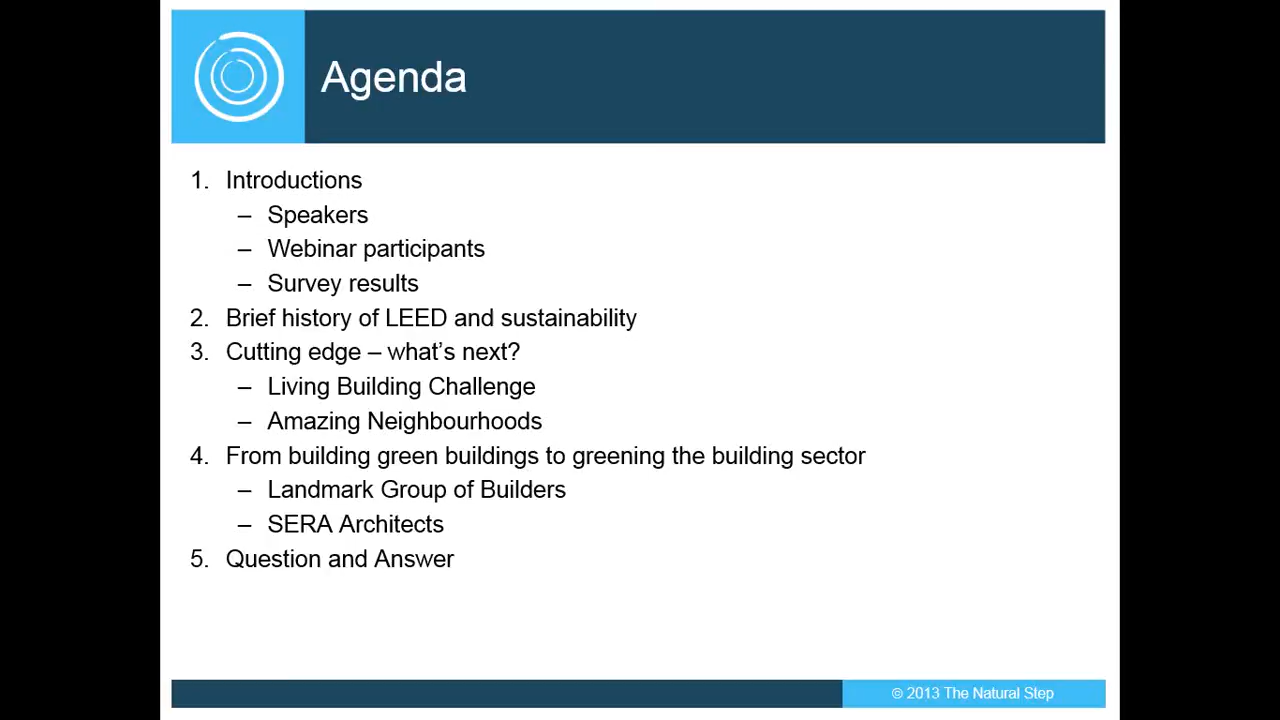 Agenda
1. Introductions
– Speakers
– Webinar participants
– Survey results
2. Brief history of LEED and sustainability
3. Cutting edge – what's next?
– Living Building Challenge
– Amazing Neighbourhoods
4. From building green buildings to greening the building sector
– Landmark Group of Builders
– SERA Architects
5. Question and Answer
© 2013 The Natural Step